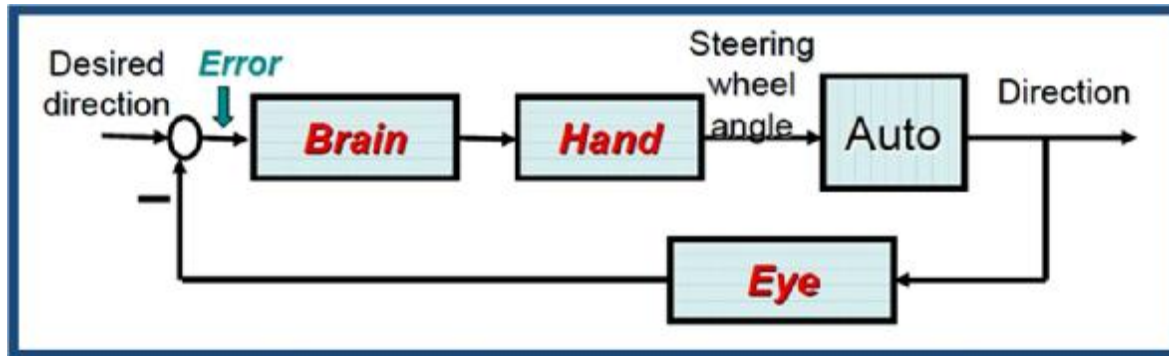 Desired
direction
Error
Brain
Hand
Steering
wheel
angle
Auto
Direction
−
Eye